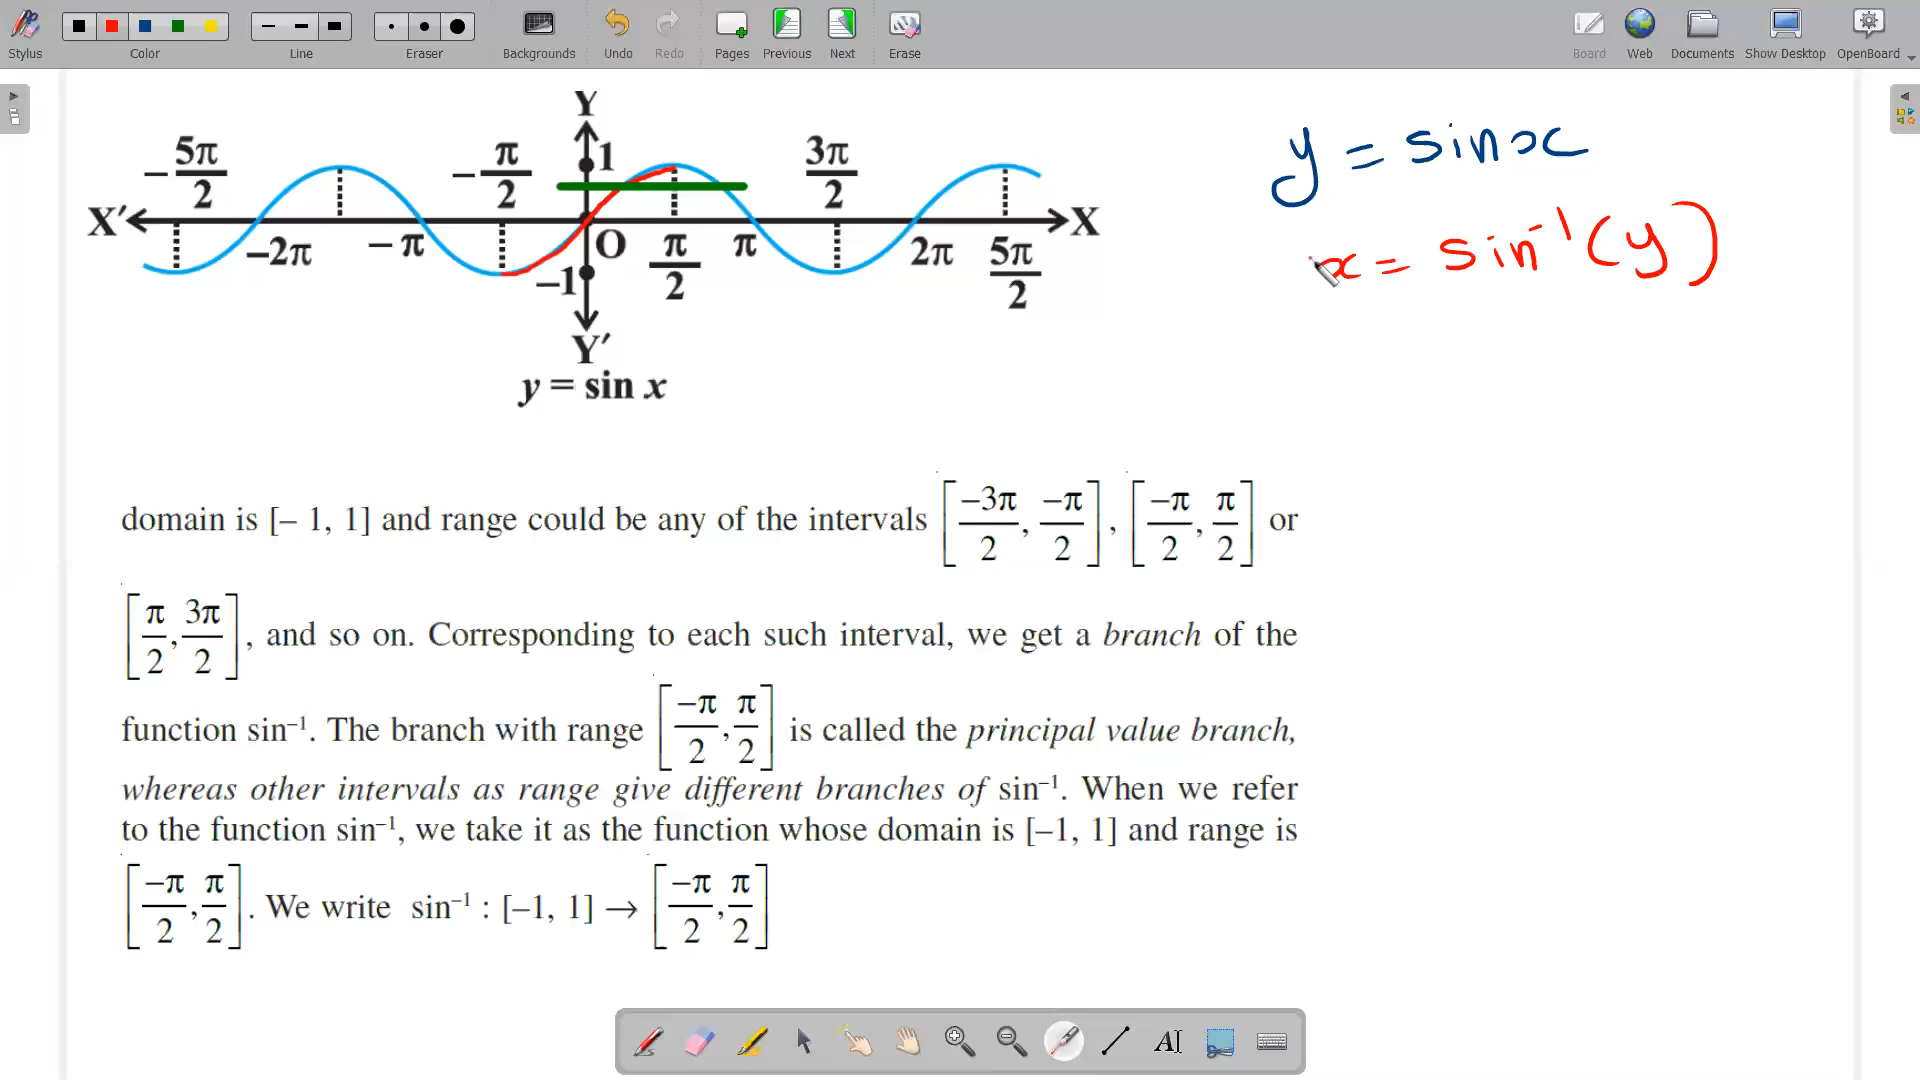 Stylus Color Line Eraser Backgrounds Undo Redo Pages Previous Next Erase Board Web Documents Show Desktop OpenBoard
Y
1
−5π/2 −π/2 3π/2
X′ X
−2π −π O π/2 π 2π 5π/2
−1
Y′
y = sin x
y = sinx
x = sin⁻¹(y)
domain is [– 1, 1] and range could be any of the intervals [−3π/2, −π/2], [−π/2, π/2] or
[π/2, 3π/2], and so on. Corresponding to each such interval, we get a branch of the
function sin⁻¹. The branch with range [−π/2, π/2] is called the principal value branch,
whereas other intervals as range give different branches of sin⁻¹. When we refer
to the function sin⁻¹, we take it as the function whose domain is [–1, 1] and range is
[−π/2, π/2]. We write sin⁻¹ : [–1, 1] → [−π/2, π/2]